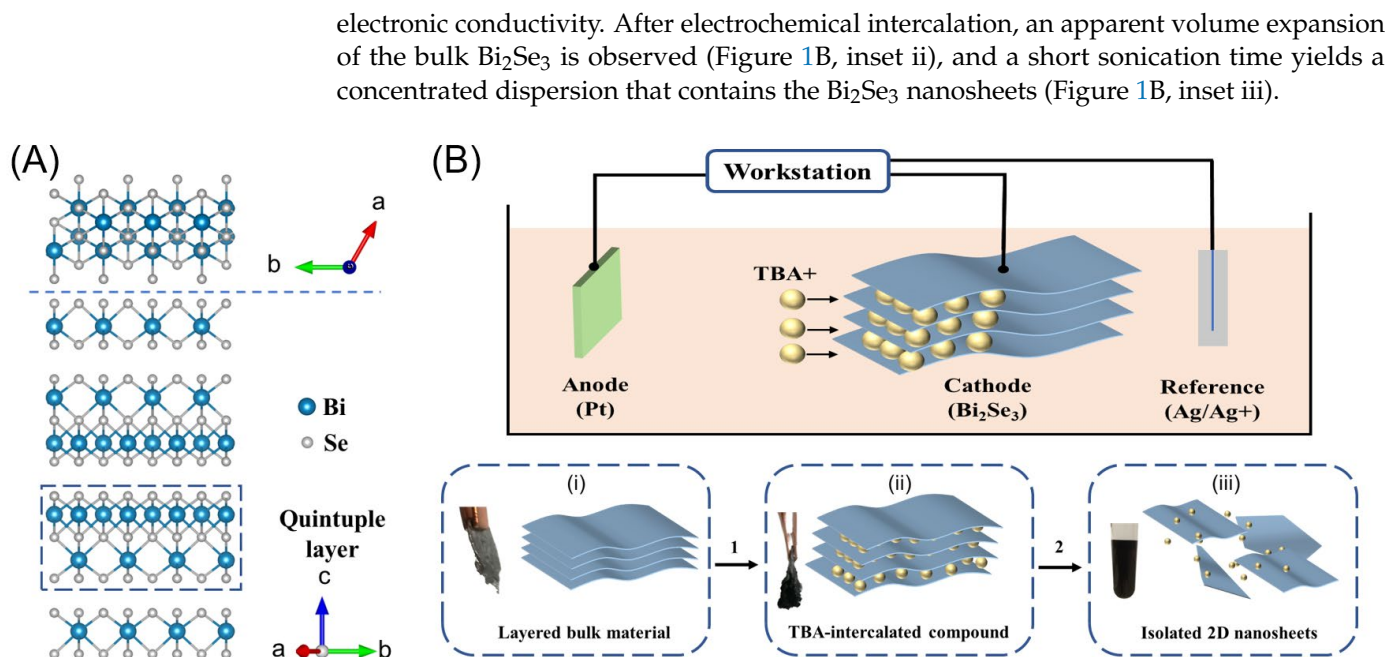 electronic conductivity. After electrochemical intercalation, an apparent volume expansion
of the bulk Bi₂Se₃ is observed (Figure 1B, inset ii), and a short sonication time yields a
concentrated dispersion that contains the Bi₂Se₃ nanosheets (Figure 1B, inset iii).
(A)
a
b
Bi
Se
Quintuple
layer
c
a
b
(B)
Workstation
TBA+
Anode
(Pt)
Cathode
(Bi₂Se₃)
Reference
(Ag/Ag+)
(i)
Layered bulk material
1
(ii)
TBA-intercalated compound
2
(iii)
Isolated 2D nanosheets